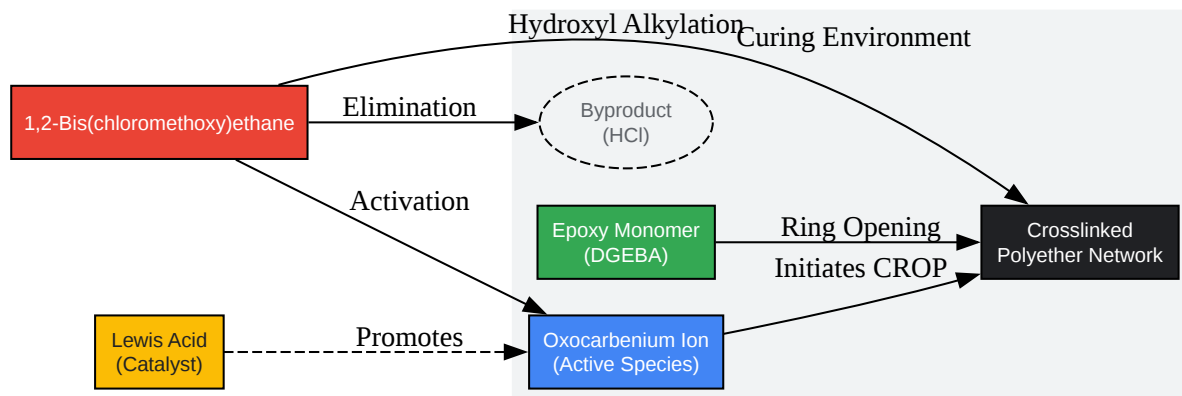 Hydroxyl Alkylation
Curing Environment
1,2-Bis(chloromethoxy)ethane
Elimination
Byproduct
(HCl)
Activation
Epoxy Monomer
(DGEBA)
Ring Opening
Crosslinked
Polyether Network
Initiates CROP
Lewis Acid
(Catalyst)
Promotes
Oxocarbenium Ion
(Active Species)